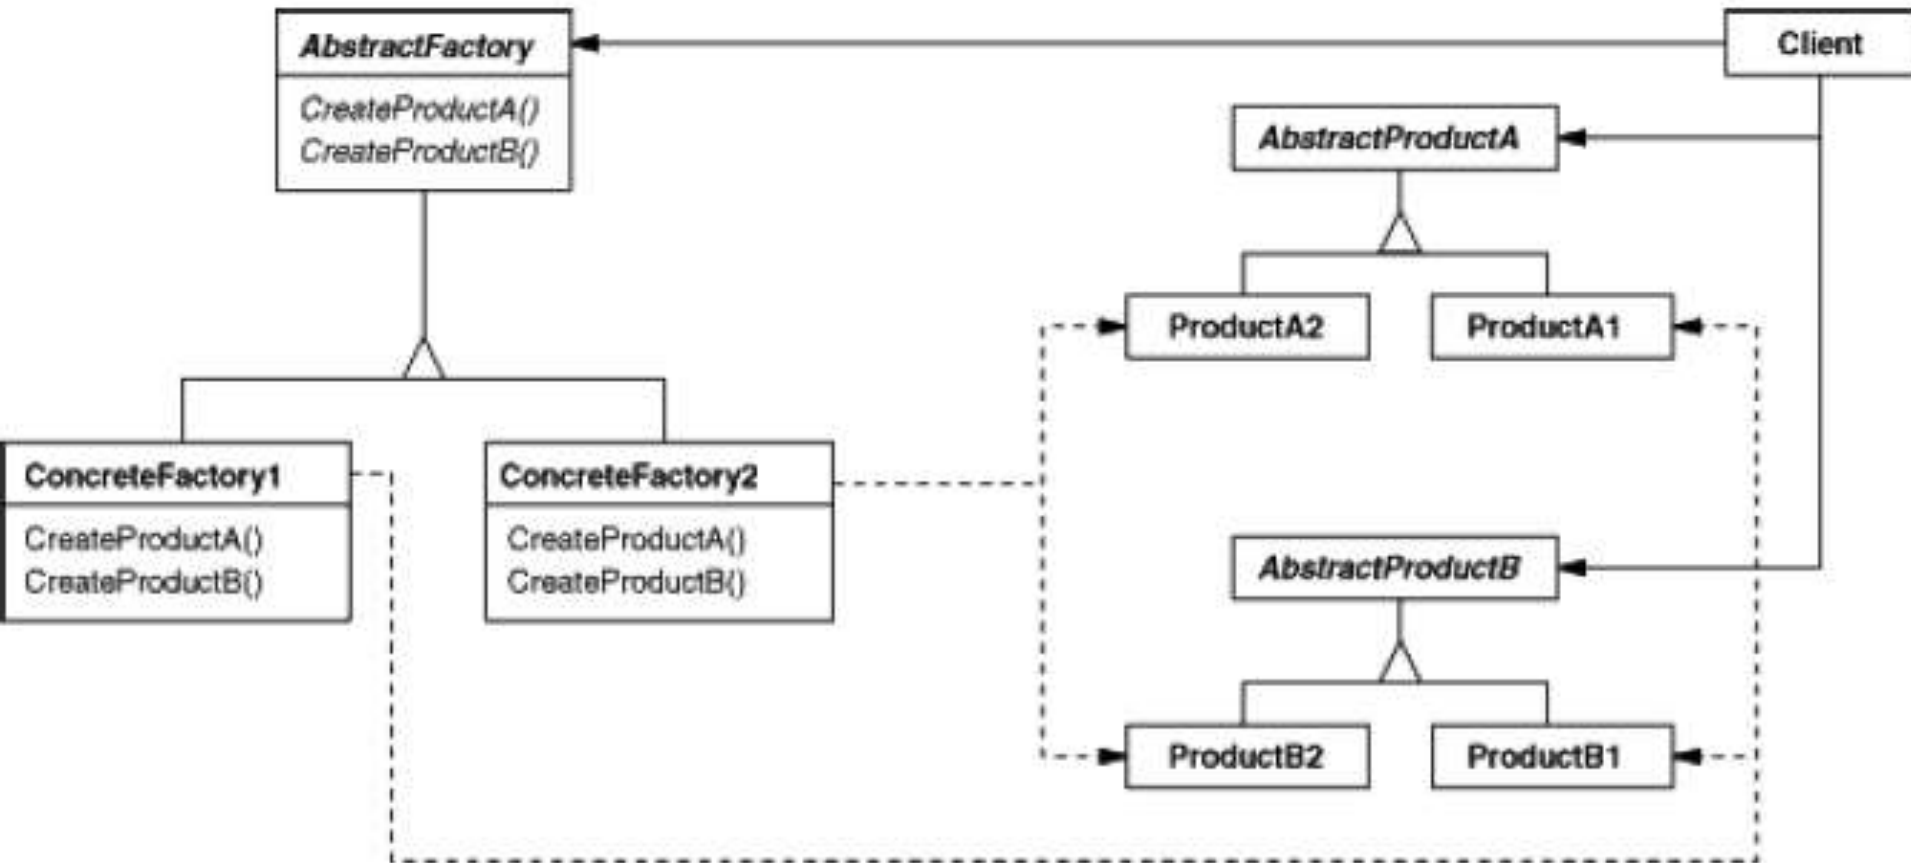 AbstractFactory
CreateProductA()
CreateProductB()
Client
AbstractProductA
ProductA2
ProductA1
ConcreteFactory1
CreateProductA()
CreateProductB()
ConcreteFactory2
CreateProductA()
CreateProductB()
AbstractProductB
ProductB2
ProductB1